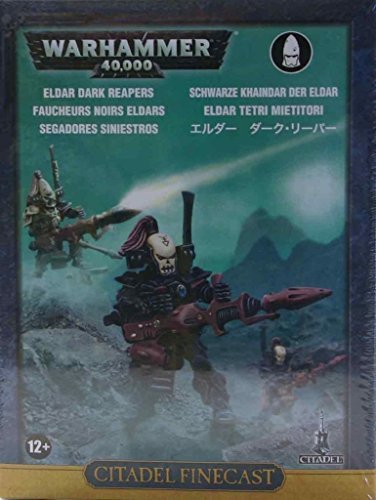 WARHAMMER
40,000
ELDAR DARK REAPERS
FAUCHEURS NOIRS ELDARS
SEGADORES SINIESTROS
SCHWARZE KHAINDAR DER ELDAR
ELDAR TETRI MIETITORI
エルダー ダーク・リーパー
12+
CITADEL
CITADEL FINECAST